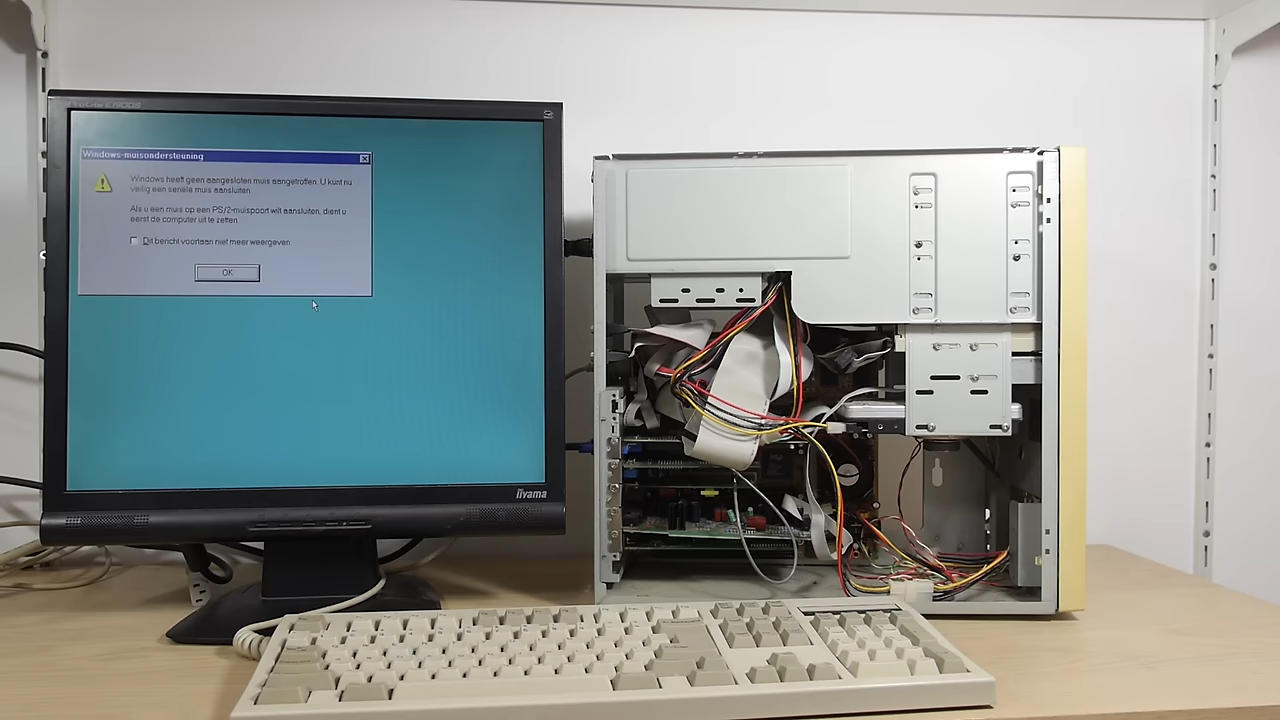 ProLite E1900S
Windows-muisondersteuning
Windows heeft geen aangesloten muis aangetroffen. U kunt nu
veilig een seriële muis aansluiten.
Als u een muis op een PS/2-muispoort wilt aansluiten, dient u
eerst de computer uit te zetten.
Dit bericht voortaan niet meer weergeven.
OK
iiyama